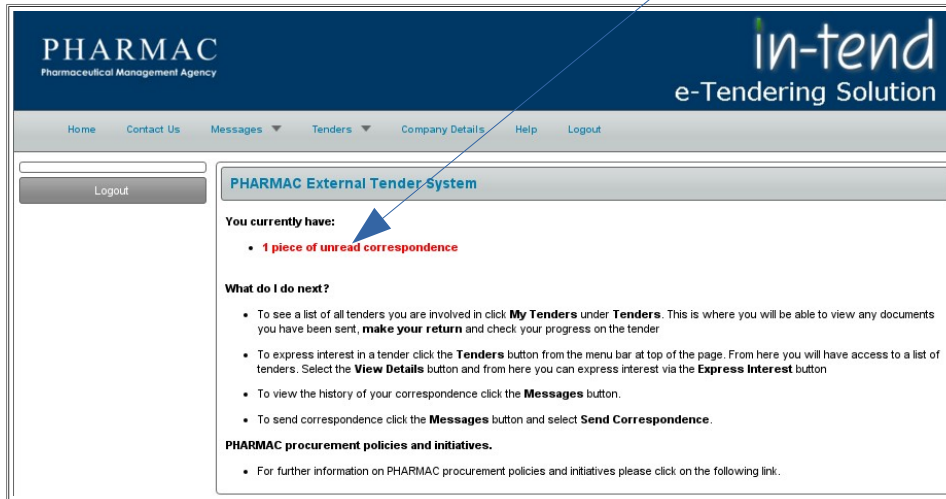 PHARMAC
Pharmaceutical Management Agency
in-tend
e-Tendering Solution
Home Contact Us Messages Tenders Company Details Help Logout
Logout
PHARMAC External Tender System
You currently have:
• 1 piece of unread correspondence
What do I do next?
• To see a list of all tenders you are involved in click My Tenders under Tenders. This is where you will be able to view any documents
you have been sent, make your return and check your progress on the tender
• To express interest in a tender click the Tenders button from the menu bar at top of the page. From here you will have access to a list of
tenders. Select the View Details button and from here you can express interest via the Express Interest button
• To view the history of your correspondence click the Messages button.
• To send correspondence click the Messages button and select Send Correspondence.
PHARMAC procurement policies and initiatives.
• For further information on PHARMAC procurement policies and initiatives please click on the following link.